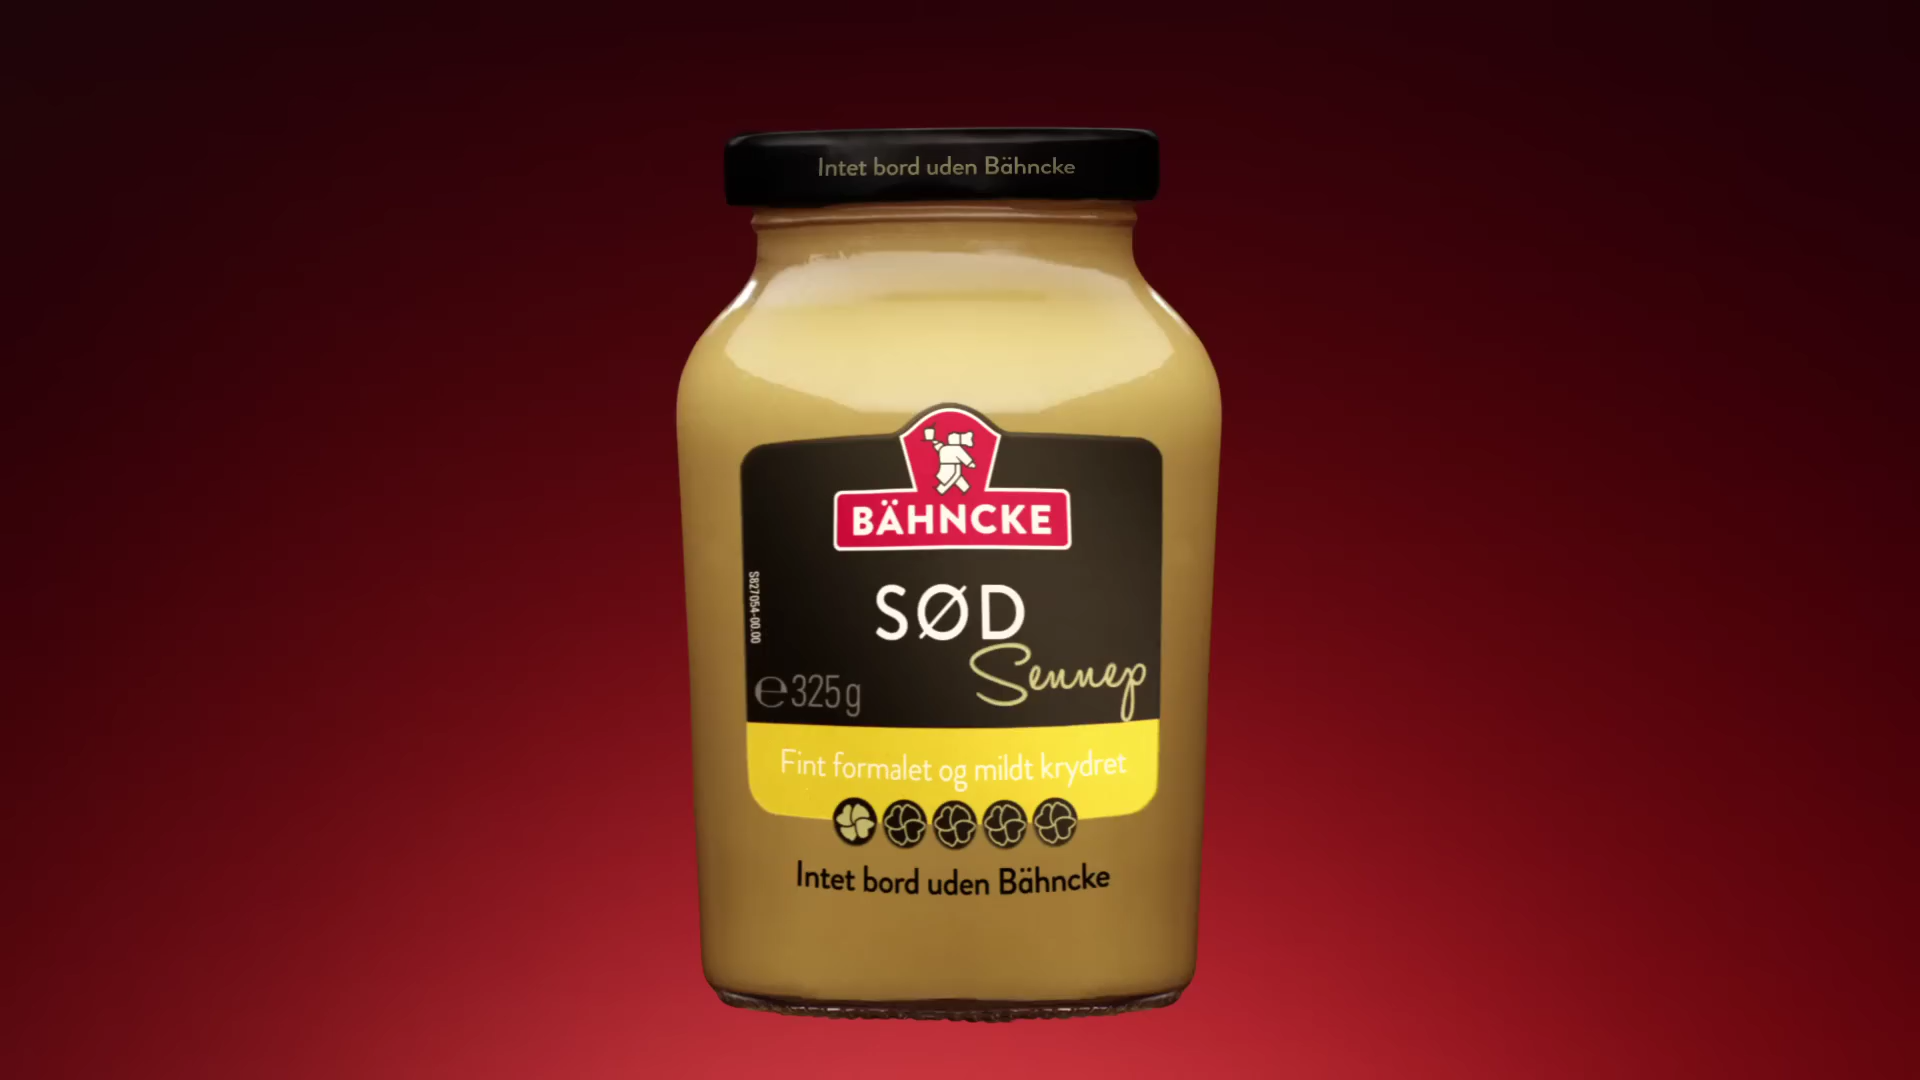 Intet bord uden Bähncke
BÄHNCKE
SØD
Sennep
S827054-00.00
℮325g
Fint formalet og mildt krydret
Intet bord uden Bähncke